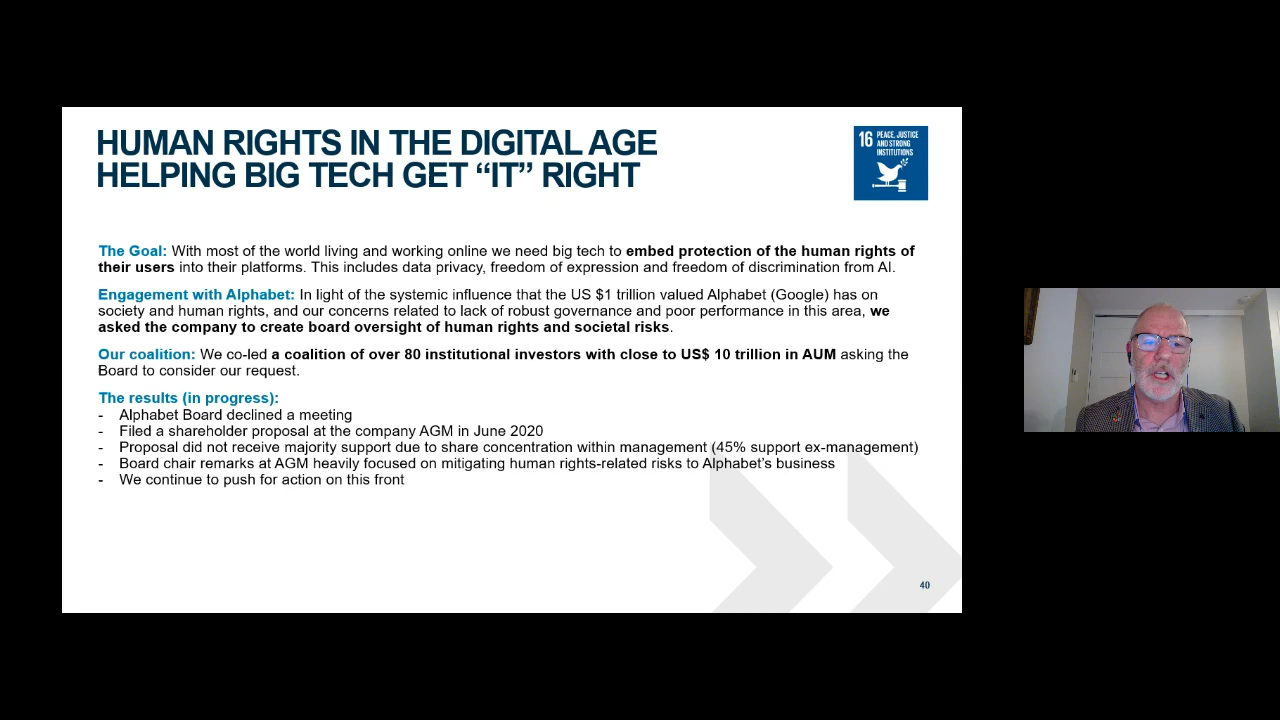 HUMAN RIGHTS IN THE DIGITAL AGE
HELPING BIG TECH GET “IT” RIGHT
16 PEACE, JUSTICE
AND STRONG
INSTITUTIONS
The Goal: With most of the world living and working online we need big tech to embed protection of the human rights of
their users into their platforms. This includes data privacy, freedom of expression and freedom of discrimination from AI.
Engagement with Alphabet: In light of the systemic influence that the US $1 trillion valued Alphabet (Google) has on
society and human rights, and our concerns related to lack of robust governance and poor performance in this area, we
asked the company to create board oversight of human rights and societal risks.
Our coalition: We co-led a coalition of over 80 institutional investors with close to US$ 10 trillion in AUM asking the
Board to consider our request.
The results (in progress):
- Alphabet Board declined a meeting
- Filed a shareholder proposal at the company AGM in June 2020
- Proposal did not receive majority support due to share concentration within management (45% support ex-management)
- Board chair remarks at AGM heavily focused on mitigating human rights-related risks to Alphabet’s business
- We continue to push for action on this front
40